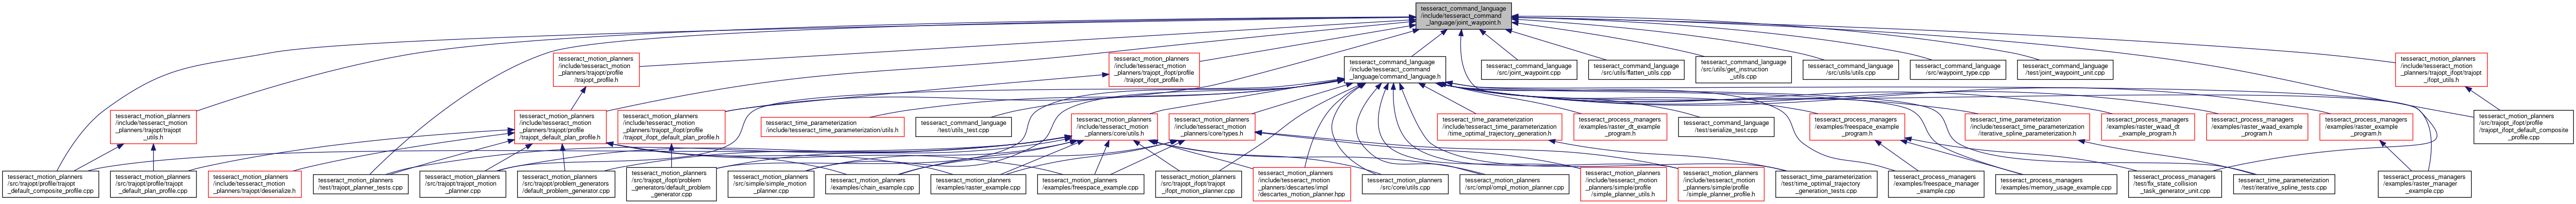 tesseract_command_language
/include/tesseract_command
_language/joint_waypoint.h
tesseract_motion_planners
/include/tesseract_motion
_planners/trajopt/profile
/trajopt_profile.h
tesseract_motion_planners
/include/tesseract_motion
_planners/trajopt_ifopt/profile
/trajopt_ifopt_profile.h
tesseract_command_language
/include/tesseract_command
_language/command_language.h
tesseract_command_language
/src/joint_waypoint.cpp
tesseract_command_language
/src/utils/flatten_utils.cpp
tesseract_command_language
/src/utils/get_instruction
_utils.cpp
tesseract_command_language
/src/utils/utils.cpp
tesseract_command_language
/src/waypoint_type.cpp
tesseract_command_language
/test/joint_waypoint_unit.cpp
tesseract_motion_planners
/include/tesseract_motion
_planners/trajopt_ifopt/trajopt
_ifopt_utils.h
tesseract_motion_planners
/include/tesseract_motion
_planners/trajopt/trajopt
_utils.h
tesseract_motion_planners
/include/tesseract_motion
_planners/trajopt/profile
/trajopt_default_plan_profile.h
tesseract_motion_planners
/include/tesseract_motion
_planners/trajopt_ifopt/profile
/trajopt_ifopt_default_plan_profile.h
tesseract_time_parameterization
/include/tesseract_time_parameterization/utils.h
tesseract_command_language
/test/utils_test.cpp
tesseract_motion_planners
/include/tesseract_motion
_planners/core/utils.h
tesseract_motion_planners
/include/tesseract_motion
_planners/core/types.h
tesseract_time_parameterization
/include/tesseract_time_parameterization
/time_optimal_trajectory_generation.h
tesseract_process_managers
/examples/raster_dt_example
_program.h
tesseract_command_language
/test/serialize_test.cpp
tesseract_process_managers
/examples/freespace_example
_program.h
tesseract_time_parameterization
/include/tesseract_time_parameterization
/iterative_spline_parameterization.h
tesseract_process_managers
/examples/raster_waad_dt
_example_program.h
tesseract_process_managers
/examples/raster_waad_example
_program.h
tesseract_process_managers
/examples/raster_example
_program.h
tesseract_motion_planners
/src/trajopt_ifopt/profile
/trajopt_ifopt_default_composite
_profile.cpp
tesseract_motion_planners
/src/trajopt/profile/trajopt
_default_composite_profile.cpp
tesseract_motion_planners
/src/trajopt/profile/trajopt
_default_plan_profile.cpp
tesseract_motion_planners
/include/tesseract_motion
_planners/trajopt/deserialize.h
tesseract_motion_planners
/test/trajopt_planner_tests.cpp
tesseract_motion_planners
/src/trajopt/trajopt_motion
_planner.cpp
tesseract_motion_planners
/src/trajopt/problem_generators
/default_problem_generator.cpp
tesseract_motion_planners
/src/trajopt_ifopt/problem
_generators/default_problem
_generator.cpp
tesseract_motion_planners
/src/simple/simple_motion
_planner.cpp
tesseract_motion_planners
/examples/chain_example.cpp
tesseract_motion_planners
/examples/raster_example.cpp
tesseract_motion_planners
/examples/freespace_example.cpp
tesseract_motion_planners
/src/trajopt_ifopt/trajopt
_ifopt_motion_planner.cpp
tesseract_motion_planners
/include/tesseract_motion
_planners/descartes/impl
/descartes_motion_planner.hpp
tesseract_motion_planners
/src/core/utils.cpp
tesseract_motion_planners
/src/ompl/ompl_motion_planner.cpp
tesseract_motion_planners
/include/tesseract_motion
_planners/simple/profile
/simple_planner_utils.h
tesseract_motion_planners
/include/tesseract_motion
_planners/simple/profile
/simple_planner_profile.h
tesseract_time_parameterization
/test/time_optimal_trajectory
_generation_tests.cpp
tesseract_process_managers
/examples/freespace_manager
_example.cpp
tesseract_process_managers
/examples/memory_usage_example.cpp
tesseract_process_managers
/test/fix_state_collision
_task_generator_unit.cpp
tesseract_time_parameterization
/test/iterative_spline_tests.cpp
tesseract_process_managers
/examples/raster_manager
_example.cpp